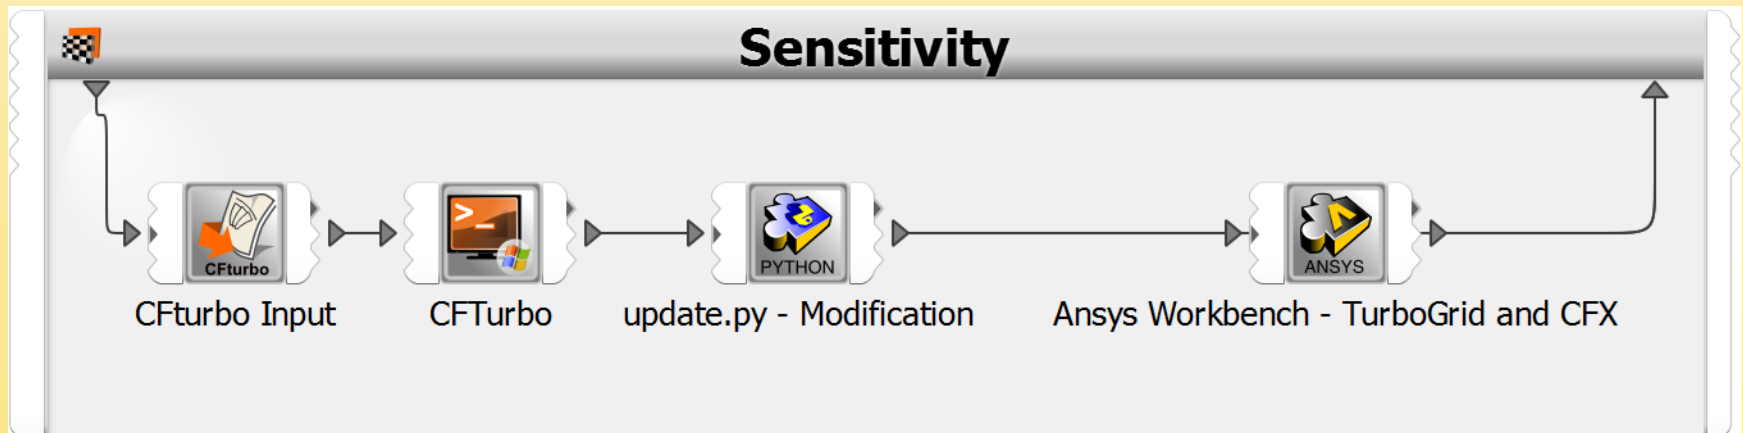 Sensitivity
CFturbo
>_
PYTHON
ANSYS
CFturbo Input
CFTurbo
update.py - Modification
Ansys Workbench - TurboGrid and CFX